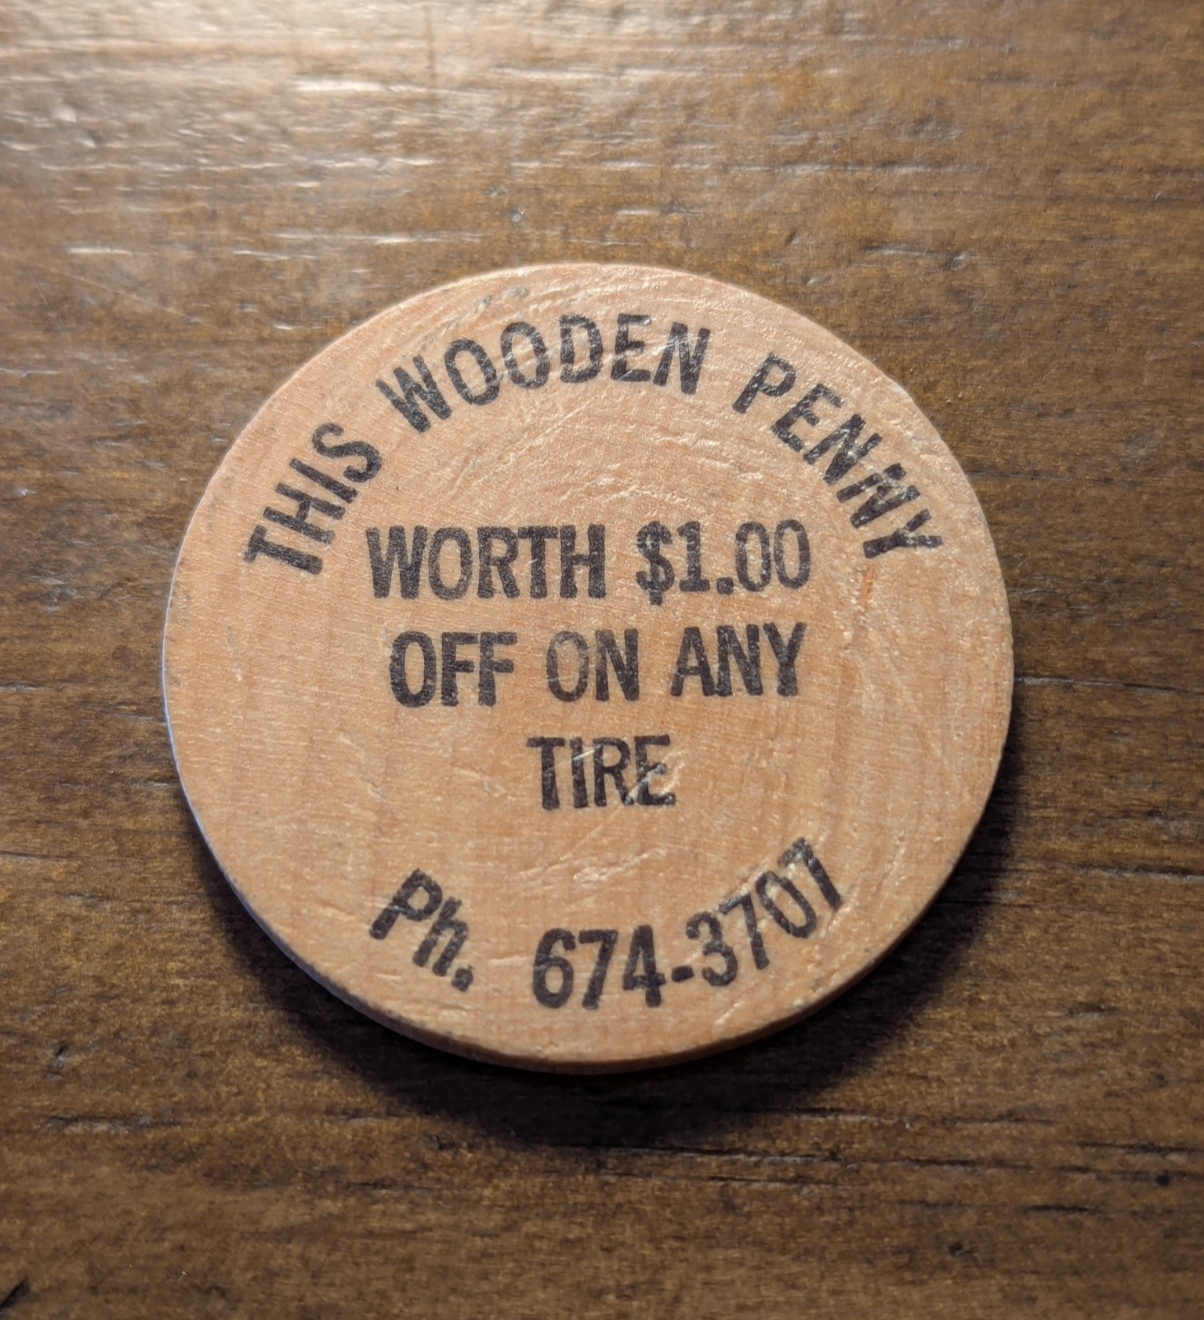 THIS WOODEN PENNY
WORTH $1.00
OFF ON ANY
TIRE
Ph. 674-3707